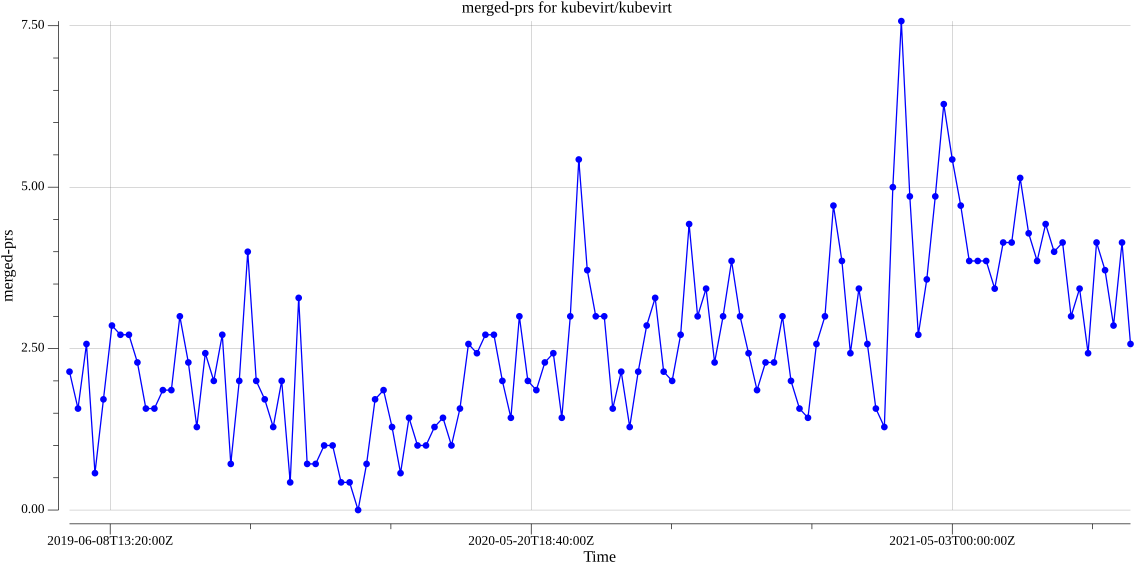 merged-prs for kubevirt/kubevirt
7.50
5.00
merged-prs
2.50
0.00
2019-06-08T13:20:00Z
2020-05-20T18:40:00Z
2021-05-03T00:00:00Z
Time